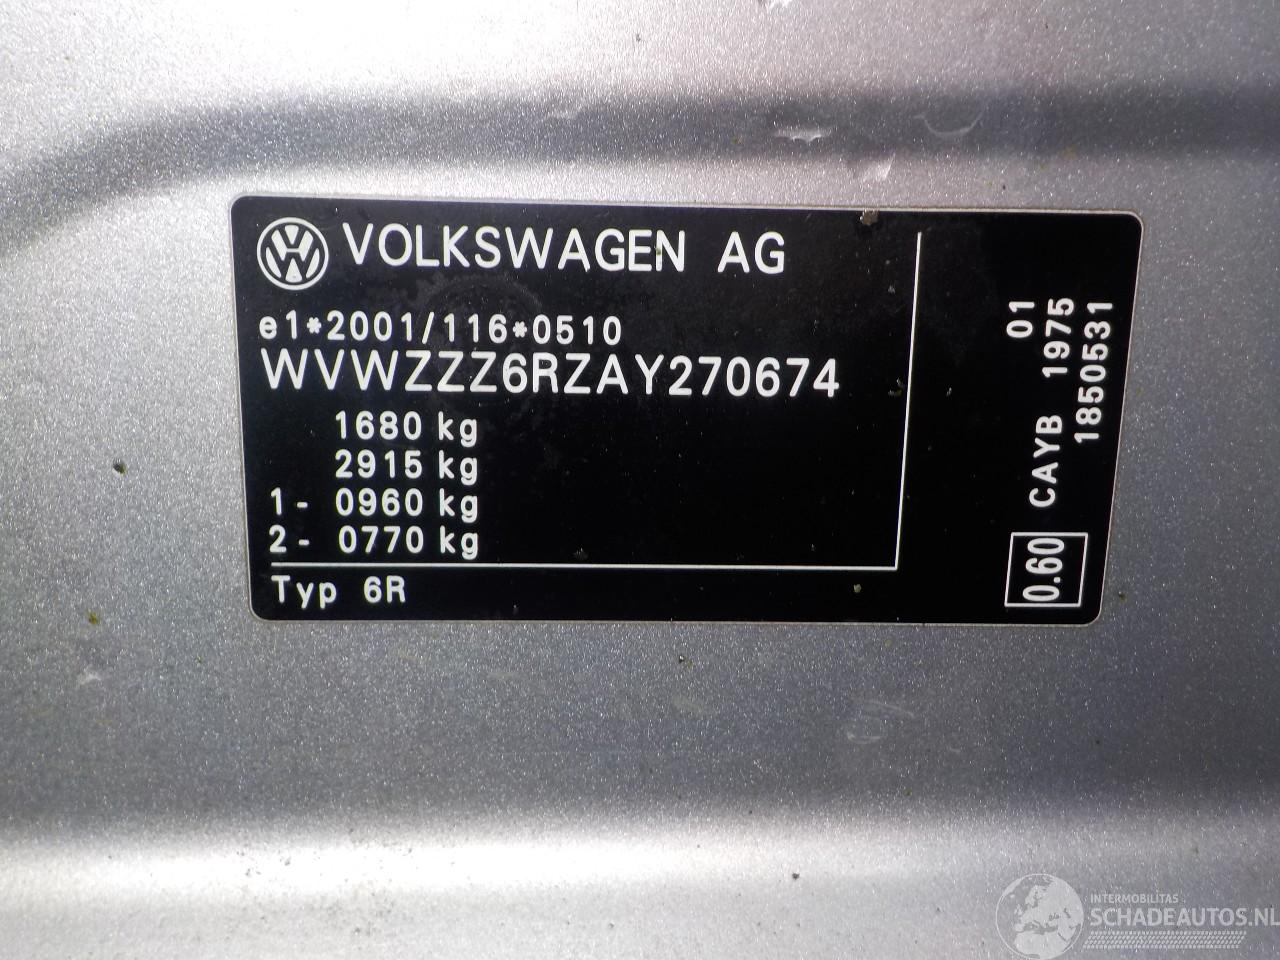 VOLKSWAGEN AG
e1*2001/116*0510
WVWZZZ6RZAY270674
1680 kg
2915 kg
1- 0960 kg
2- 0770 kg
Typ 6R
01
CAYB 1975
1850531
0.60
INTERMOBILITAS
SCHADEAUTOS.NL